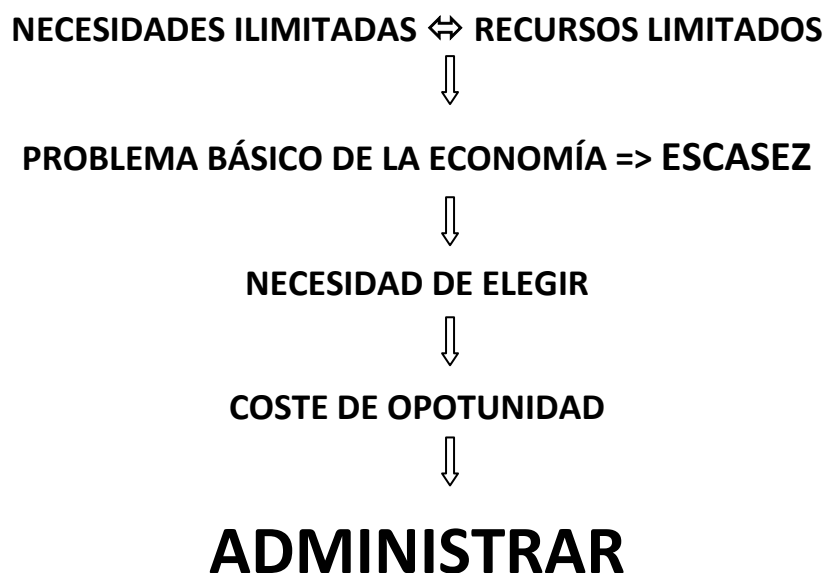 NECESIDADES ILIMITADAS ⇔ RECURSOS LIMITADOS
PROBLEMA BÁSICO DE LA ECONOMÍA => ESCASEZ
NECESIDAD DE ELEGIR
COSTE DE OPOTUNIDAD
ADMINISTRAR